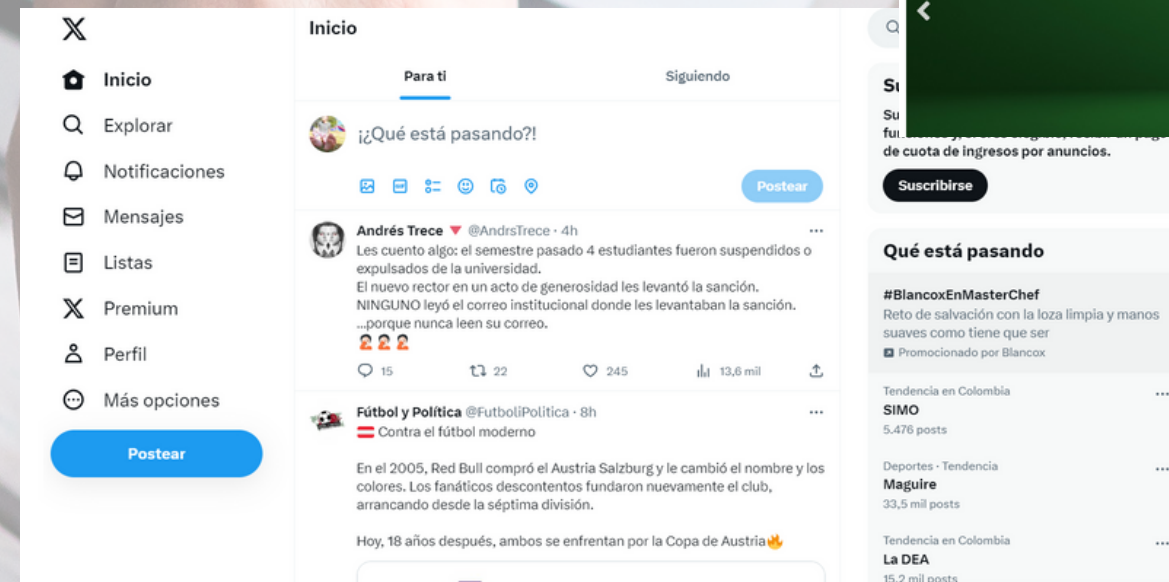 X
Inicio
Explorar
Notificaciones
Mensajes
Listas
Premium
Perfil
Más opciones
Postear
Inicio
Para ti
Siguiendo
¡¿Qué está pasando?!
GIF
Postear
Andrés Trece 🔻 @AndrsTrece · 4h
Les cuento algo: el semestre pasado 4 estudiantes fueron suspendidos o
expulsados de la universidad.
El nuevo rector en un acto de generosidad les levantó la sanción.
NINGUNO leyó el correo institucional donde les levantaban la sanción.
...porque nunca leen su correo.
🤦🤦🤦
15 22 245 13,6 mil
Fútbol y Política @FutboliPolitica · 8h
🇦🇹 Contra el fútbol moderno
En el 2005, Red Bull compró el Austria Salzburg y le cambió el nombre y los
colores. Los fanáticos descontentos fundaron nuevamente el club,
arrancando desde la séptima división.
Hoy, 18 años después, ambos se enfrentan por la Copa de Austria🔥
de cuota de ingresos por anuncios.
Suscribirse
Qué está pasando
#BlancoxEnMasterChef
Reto de salvación con la loza limpia y manos
suaves como tiene que ser
Promocionado por Blancox
Tendencia en Colombia
SIMO
5.476 posts
Deportes · Tendencia
Maguire
33,5 mil posts
Tendencia en Colombia
La DEA
15,2 mil posts